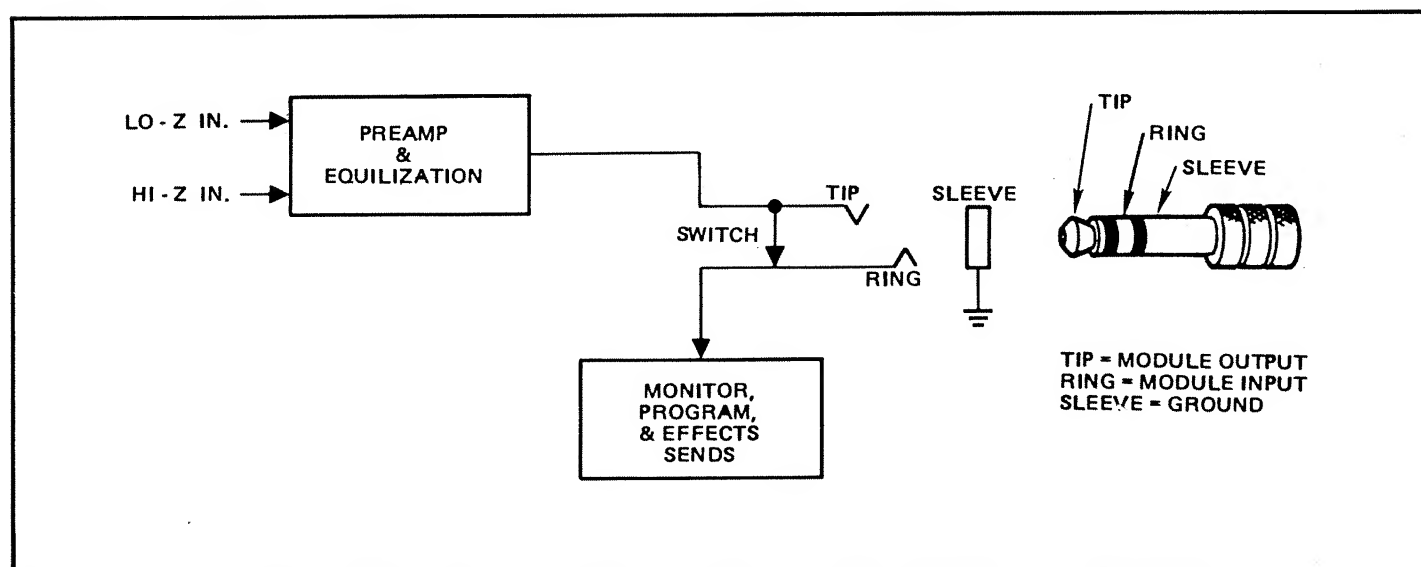 LO - Z IN.
HI - Z IN.
PREAMP
&
EQUILIZATION
TIP
SWITCH
RING
SLEEVE
MONITOR,
PROGRAM,
& EFFECTS
SENDS
TIP
RING
SLEEVE
TIP = MODULE OUTPUT
RING = MODULE INPUT
SLEEVE = GROUND